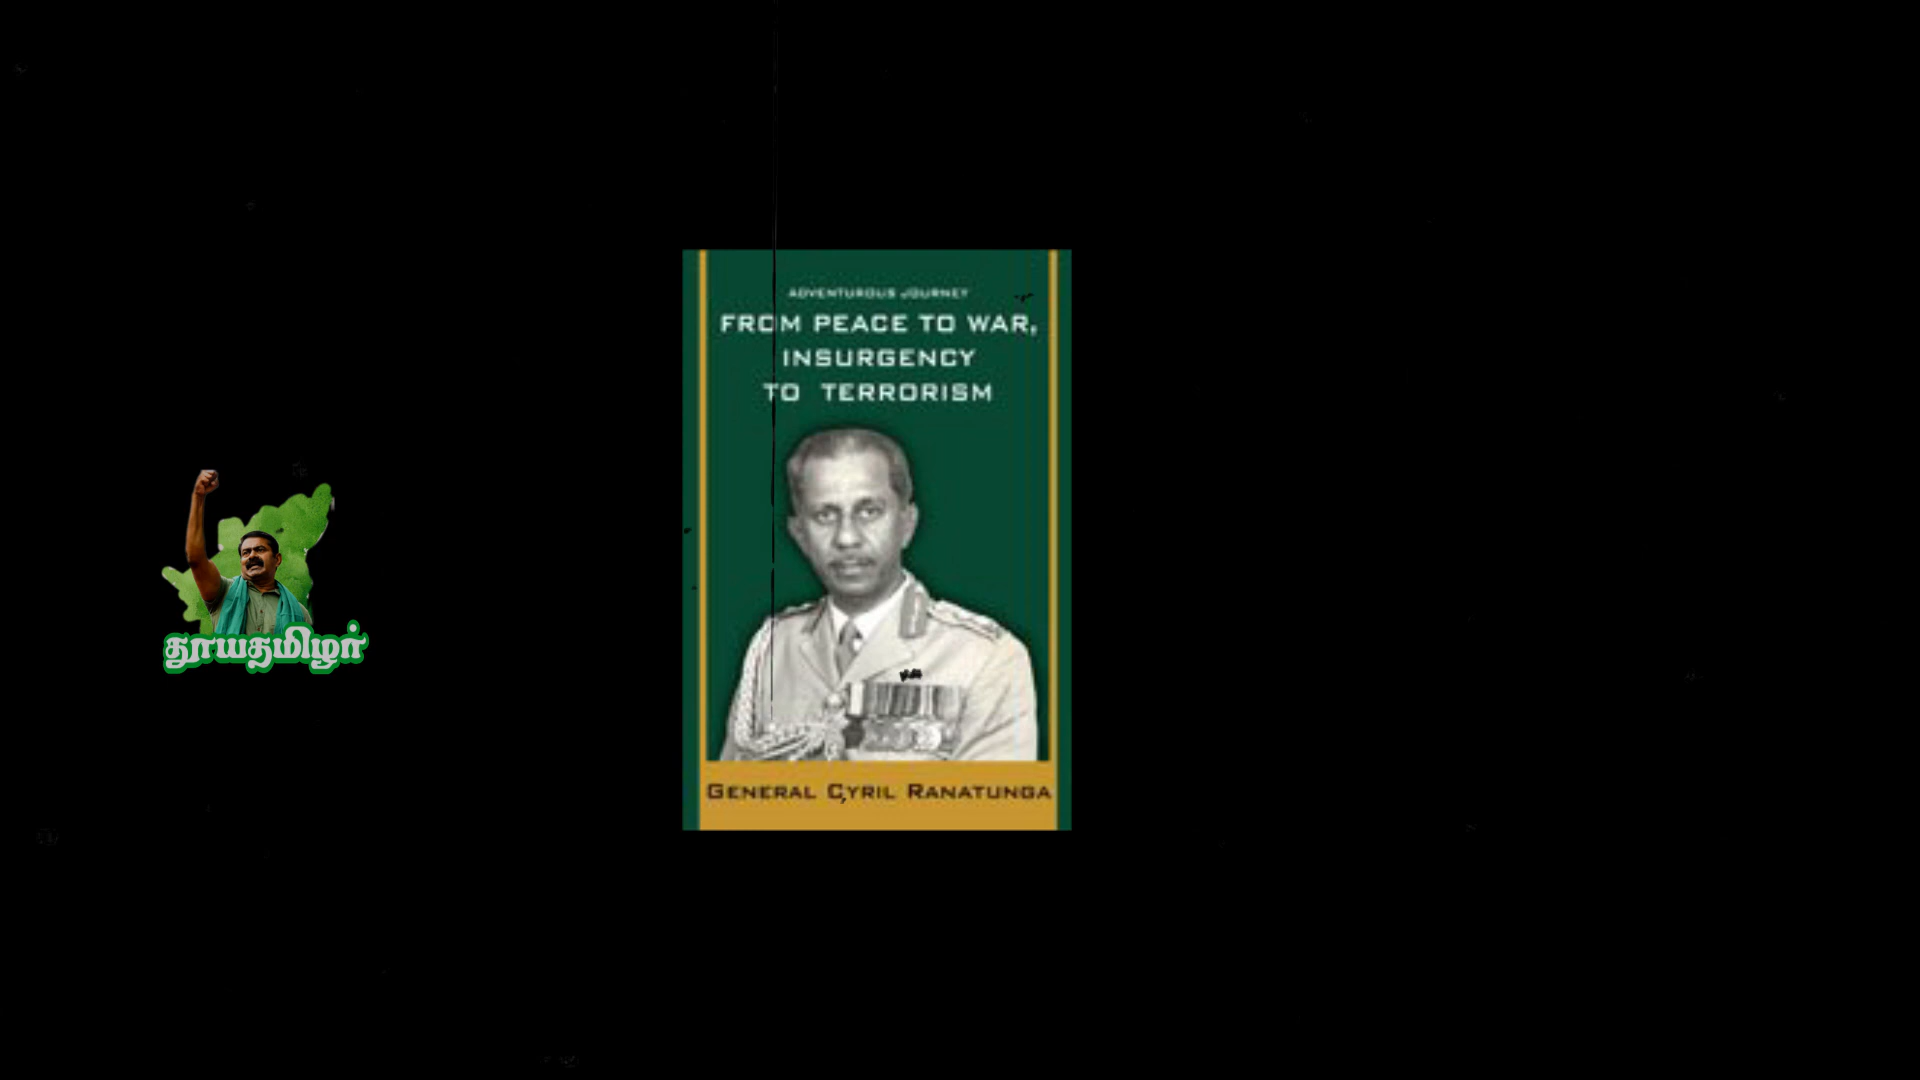 ADVENTUROUS JOURNEY
FROM PEACE TO WAR,
INSURGENCY
TO TERRORISM
GENERAL CYRIL RANATUNGA
தாயதமிழர்